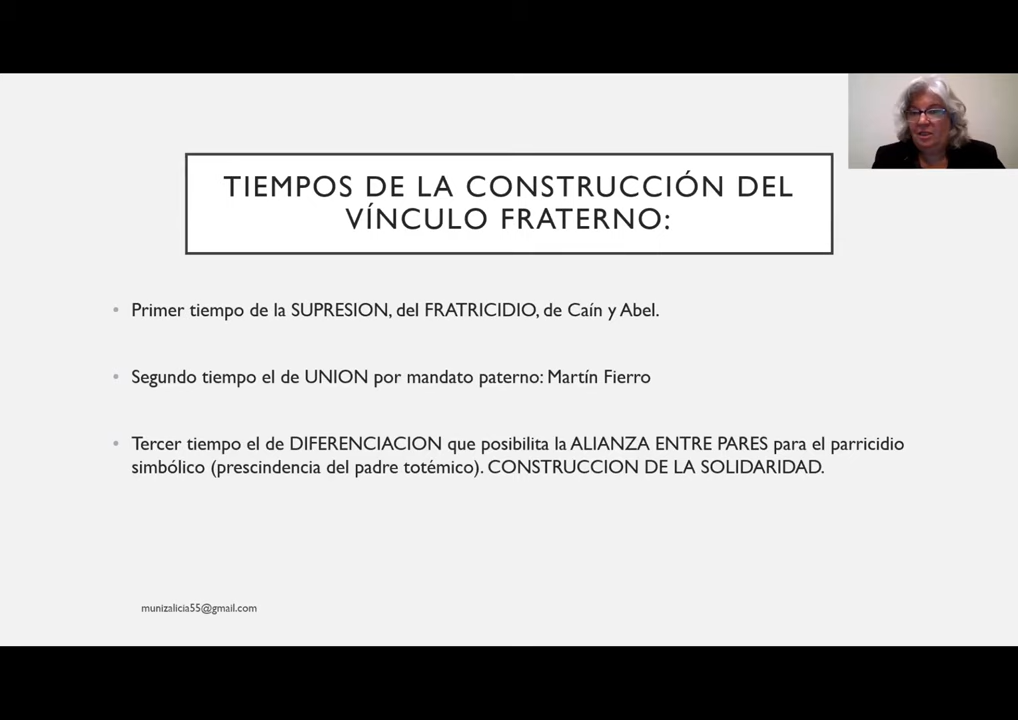 TIEMPOS DE LA CONSTRUCCIÓN DEL
VÍNCULO FRATERNO:
• Primer tiempo de la SUPRESION, del FRATRICIDIO, de Caín y Abel.
• Segundo tiempo el de UNION por mandato paterno: Martín Fierro
• Tercer tiempo el de DIFERENCIACION que posibilita la ALIANZA ENTRE PARES para el parricidio
simbólico (prescindencia del padre totémico). CONSTRUCCION DE LA SOLIDARIDAD.
munizalicia55@gmail.com